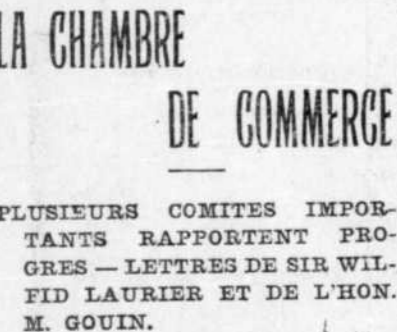 LA CHAMBRE
DE COMMERCE
PLUSIEURS COMITES IMPOR-
TANTS RAPPORTENT PRO-
GRES — LETTRES DE SIR WIL-
FID LAURIER ET DE L'HON.
M. GOUIN.